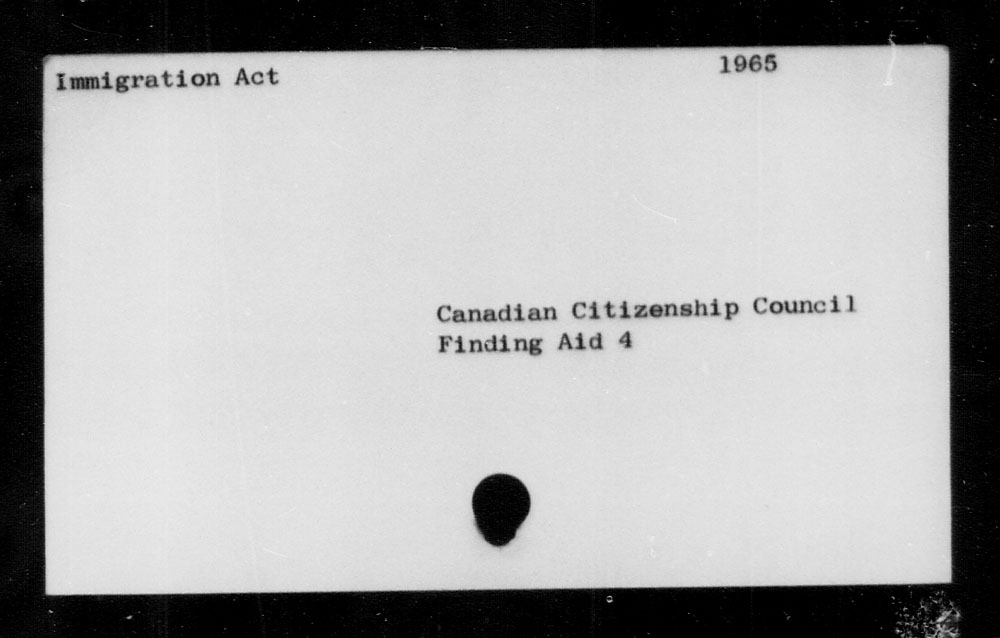 Immigration Act 1965
Canadian Citizenship Council
Finding Aid 4